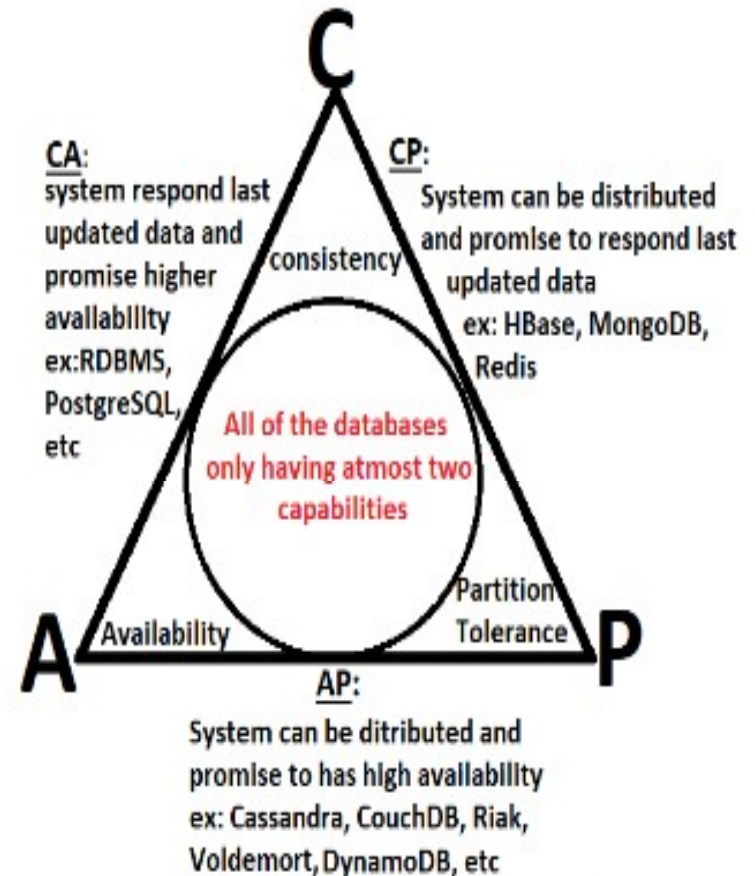 C
CA:
system respond last
updated data and
promise higher
availability
ex:RDBMS,
PostgreSQL,
etc
CP:
System can be distributed
and promise to respond last
updated data
ex: HBase, MongoDB,
Redis
consistency
All of the databases
only having atmost two
capabilities
Availability
Partition
Tolerance
A
P
AP:
System can be ditributed and
promise to has high availability
ex: Cassandra, CouchDB, Riak,
Voldemort, DynamoDB, etc